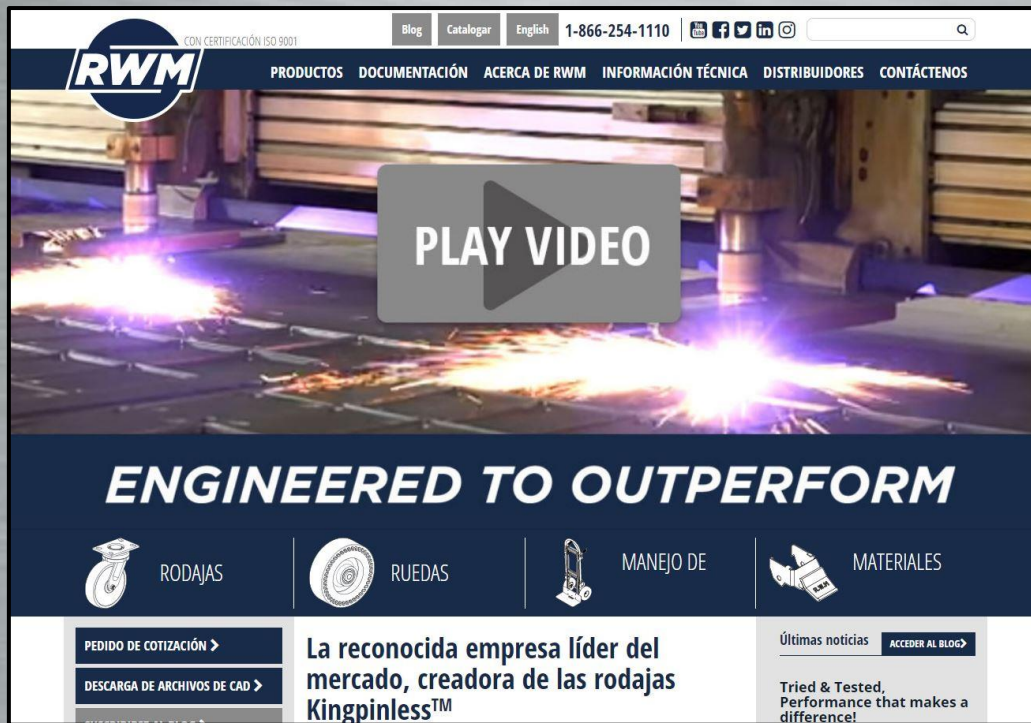 CON CERTIFICACIÓN ISO 9001
Blog
Catalogar
English
1-866-254-1110
You Tube
RWM
PRODUCTOS
DOCUMENTACIÓN
ACERCA DE RWM
INFORMACIÓN TÉCNICA
DISTRIBUIDORES
CONTÁCTENOS
PLAY VIDEO
ENGINEERED TO OUTPERFORM
RODAJAS
RUEDAS
MANEJO DE
MATERIALES
PEDIDO DE COTIZACIÓN
DESCARGA DE ARCHIVOS DE CAD
La reconocida empresa líder del
mercado, creadora de las rodajas
Kingpinless™
Últimas noticias
ACCEDER AL BLOG
Tried & Tested,
Performance that makes a
difference!